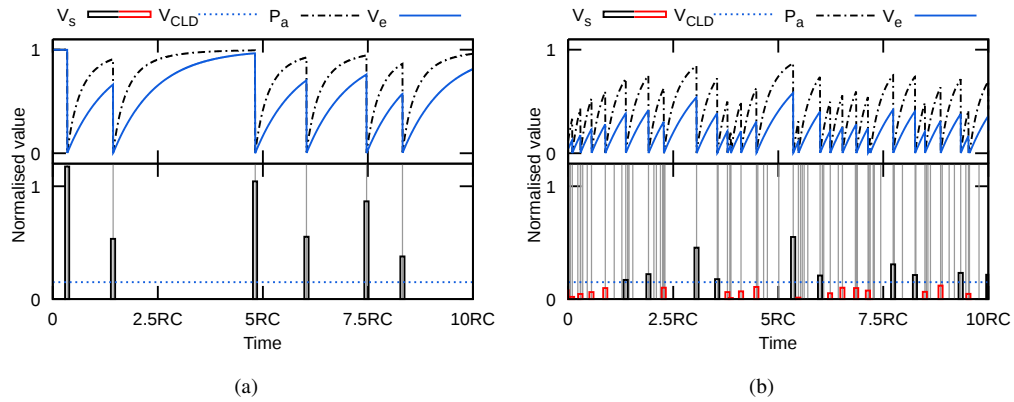 Vs VCLD Pa Ve
1
0
Normalised value
1
0
0 2.5RC 5RC 7.5RC 10RC
Time
(a)
Vs VCLD Pa Ve
1
0
Normalised value
1
0
0 2.5RC 5RC 7.5RC 10RC
Time
(b)